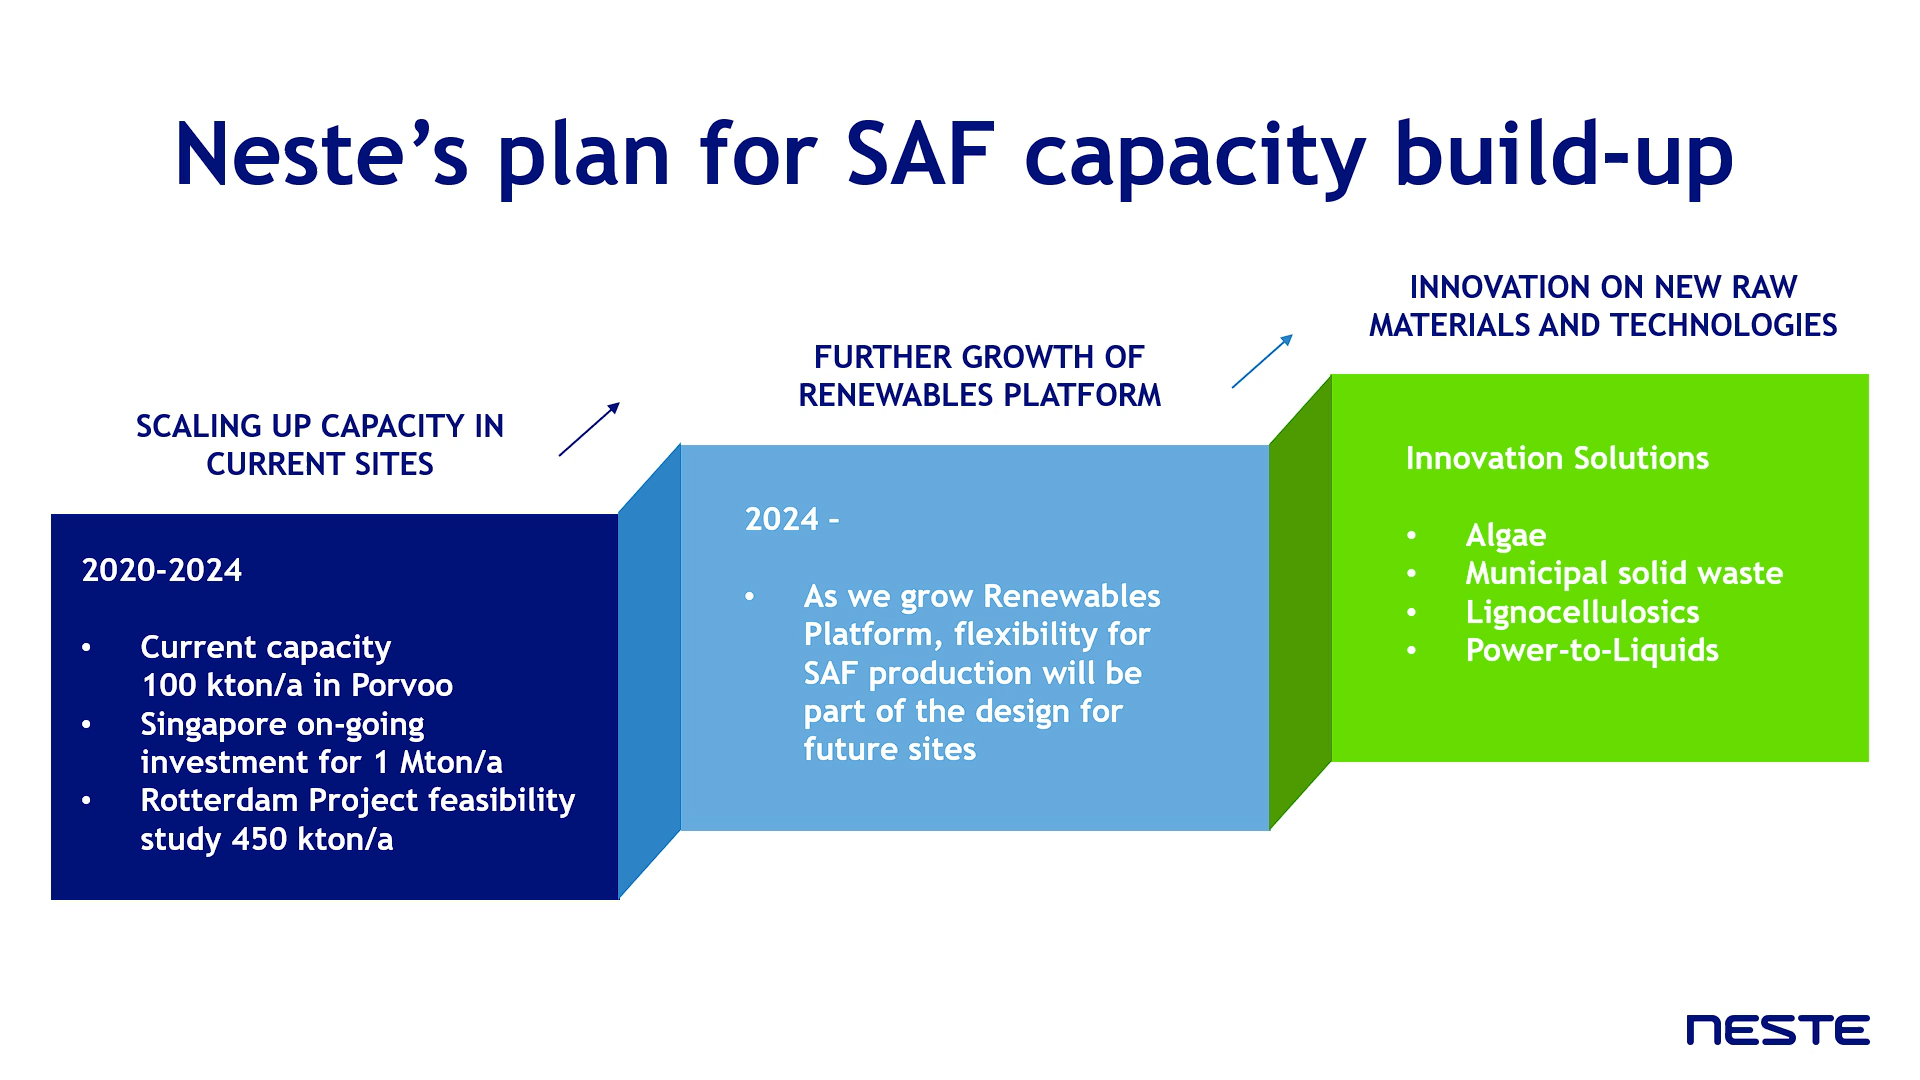 Neste’s plan for SAF capacity build-up
SCALING UP CAPACITY IN
CURRENT SITES
2020-2024
• Current capacity
100 kton/a in Porvoo
• Singapore on-going
investment for 1 Mton/a
• Rotterdam Project feasibility
study 450 kton/a
FURTHER GROWTH OF
RENEWABLES PLATFORM
2024 –
• As we grow Renewables
Platform, flexibility for
SAF production will be
part of the design for
future sites
INNOVATION ON NEW RAW
MATERIALS AND TECHNOLOGIES
Innovation Solutions
• Algae
• Municipal solid waste
• Lignocellulosics
• Power-to-Liquids
NESTE